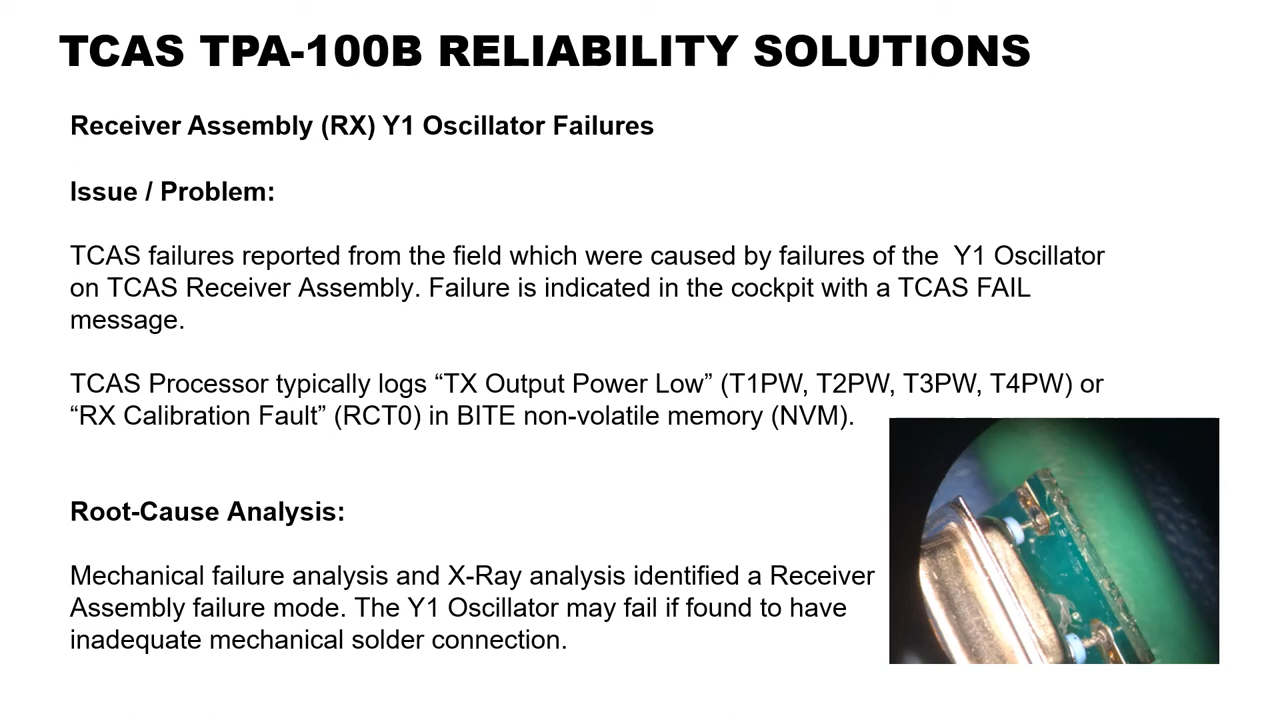 TCAS TPA-100B RELIABILITY SOLUTIONS
Receiver Assembly (RX) Y1 Oscillator Failures
Issue / Problem:
TCAS failures reported from the field which were caused by failures of the  Y1 Oscillator
on TCAS Receiver Assembly. Failure is indicated in the cockpit with a TCAS FAIL
message.
TCAS Processor typically logs “TX Output Power Low” (T1PW, T2PW, T3PW, T4PW) or
“RX Calibration Fault” (RCT0) in BITE non-volatile memory (NVM).
Root-Cause Analysis:
Mechanical failure analysis and X-Ray analysis identified a Receiver
Assembly failure mode. The Y1 Oscillator may fail if found to have
inadequate mechanical solder connection.